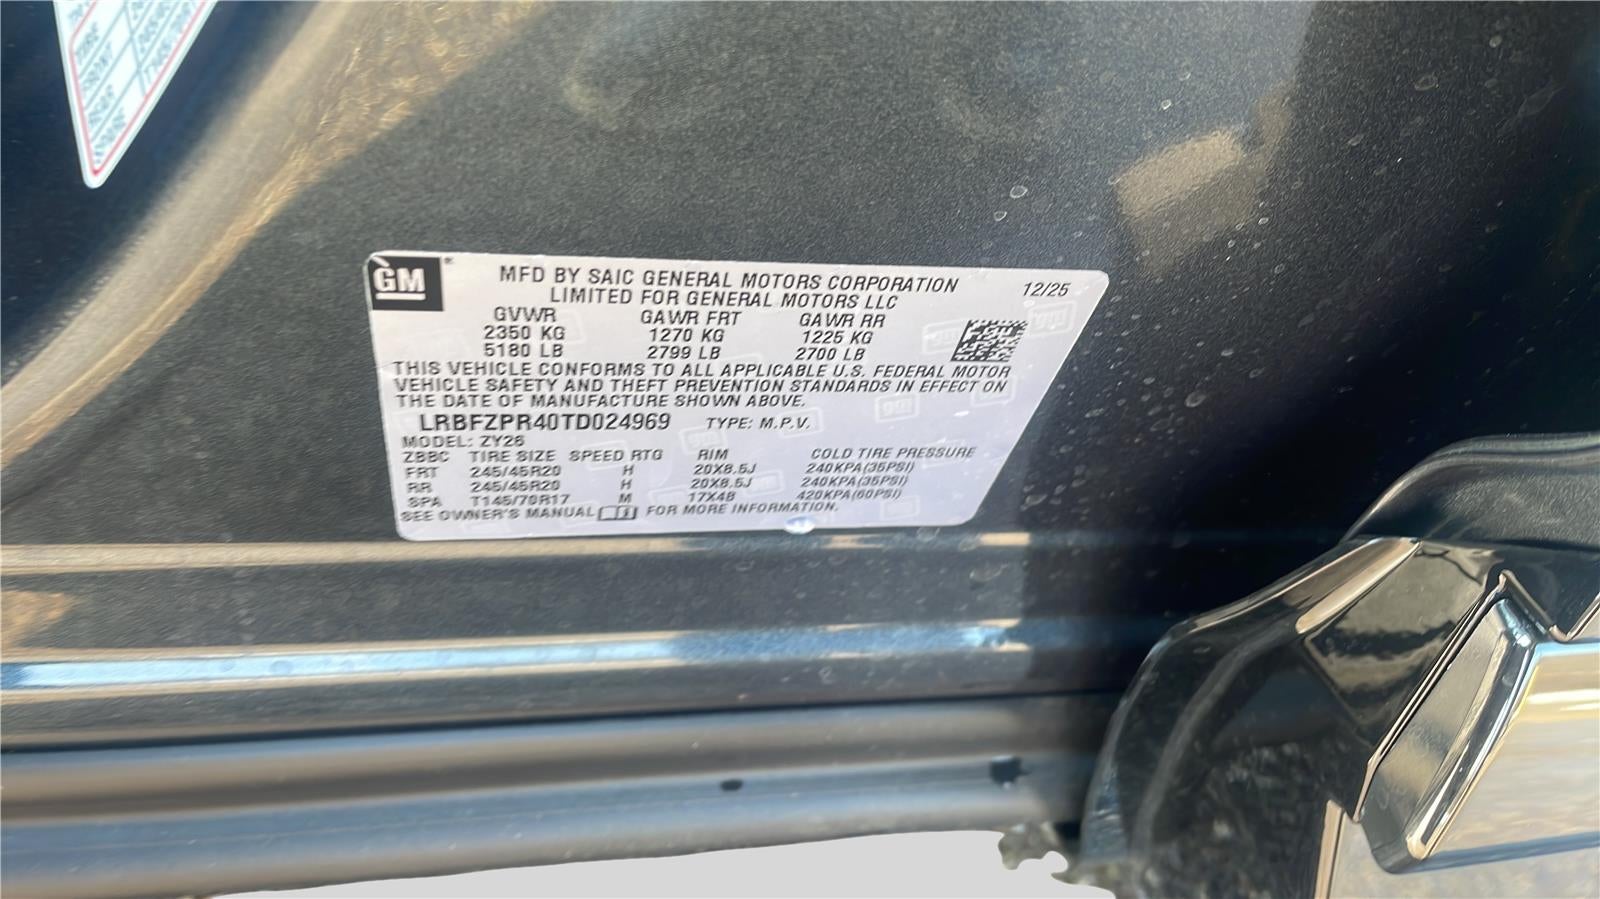 GM
MFD BY SAIC GENERAL MOTORS CORPORATION
LIMITED FOR GENERAL MOTORS LLC
12/25
GVWR GAWR FRT GAWR RR
2350 KG 1270 KG 1225 KG
5180 LB 2799 LB 2700 LB
THIS VEHICLE CONFORMS TO ALL APPLICABLE U.S. FEDERAL MOTOR
VEHICLE SAFETY AND THEFT PREVENTION STANDARDS IN EFFECT ON
THE DATE OF MANUFACTURE SHOWN ABOVE.
LRBFZPR40TD024969 TYPE: M.P.V.
MODEL: ZY26
ZBBC TIRE SIZE SPEED RTG RIM COLD TIRE PRESSURE
FRT 245/45R20 H 20X8.5J 240KPA(35PSI)
RR 245/45R20 H 20X8.5J 240KPA(35PSI)
SPA T145/70R17 M 17X4B 420KPA(60PSI)
SEE OWNER'S MANUAL FOR MORE INFORMATION.